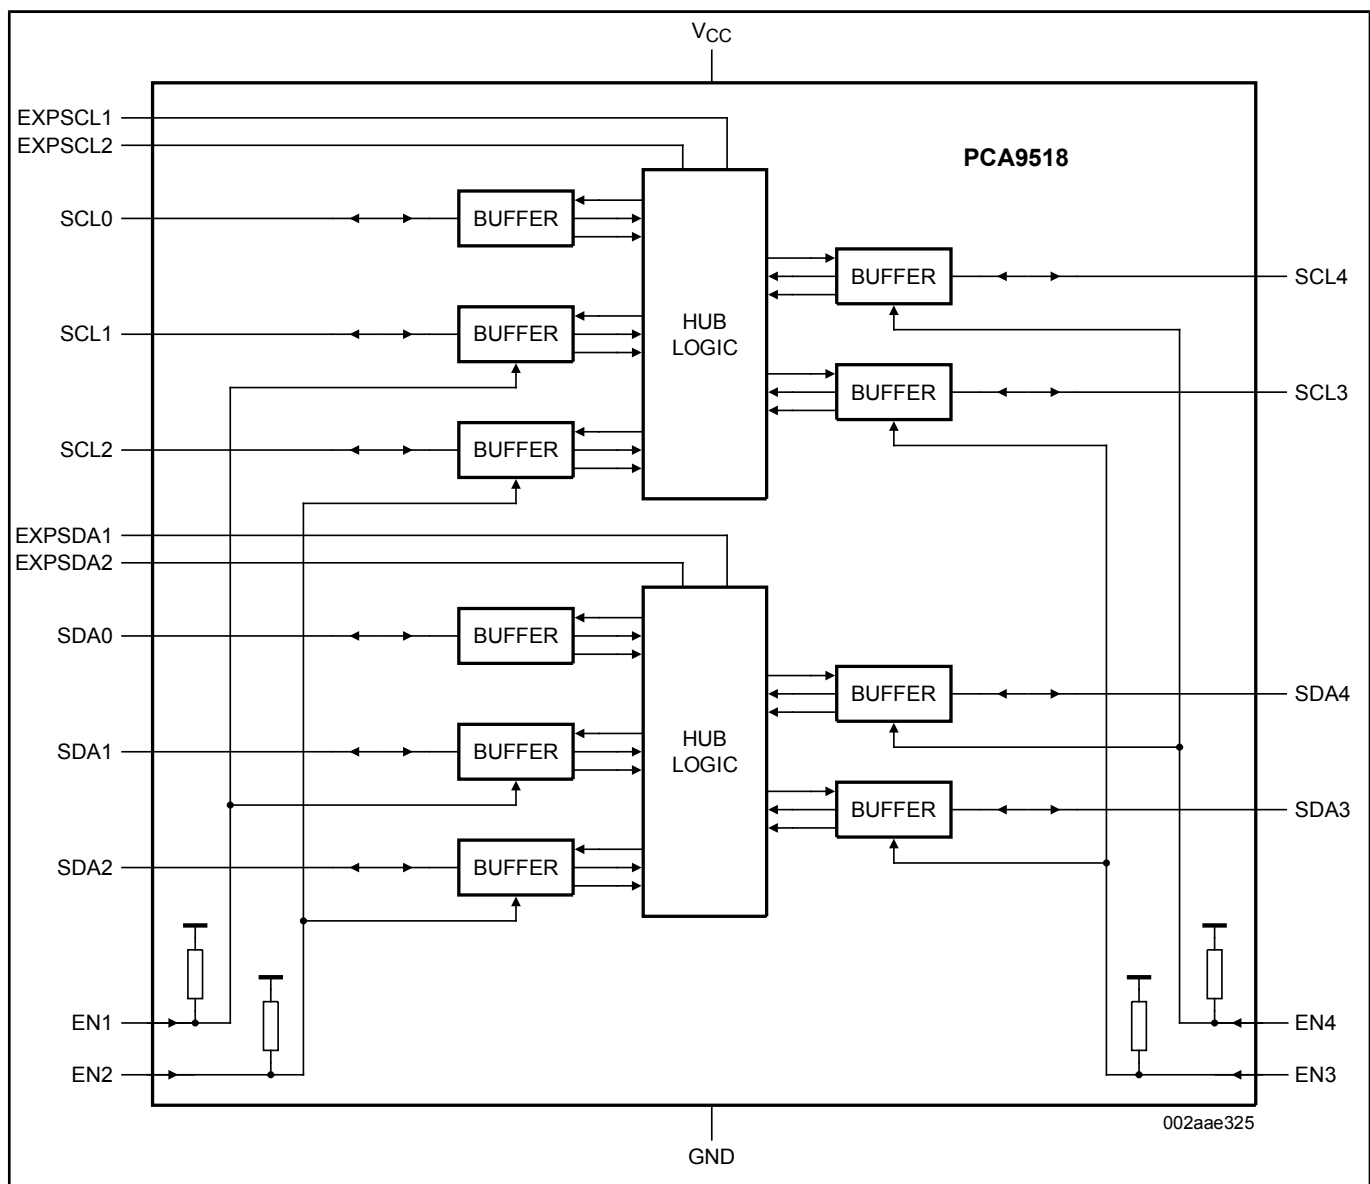 VCC
EXPSCL1
EXPSCL2
PCA9518
SCL0
BUFFER
BUFFER
SCL4
SCL1
BUFFER
HUB
LOGIC
BUFFER
SCL3
SCL2
BUFFER
EXPSDA1
EXPSDA2
SDA0
BUFFER
BUFFER
SDA4
SDA1
BUFFER
HUB
LOGIC
BUFFER
SDA3
SDA2
BUFFER
EN1
EN4
EN2
EN3
002aae325
GND